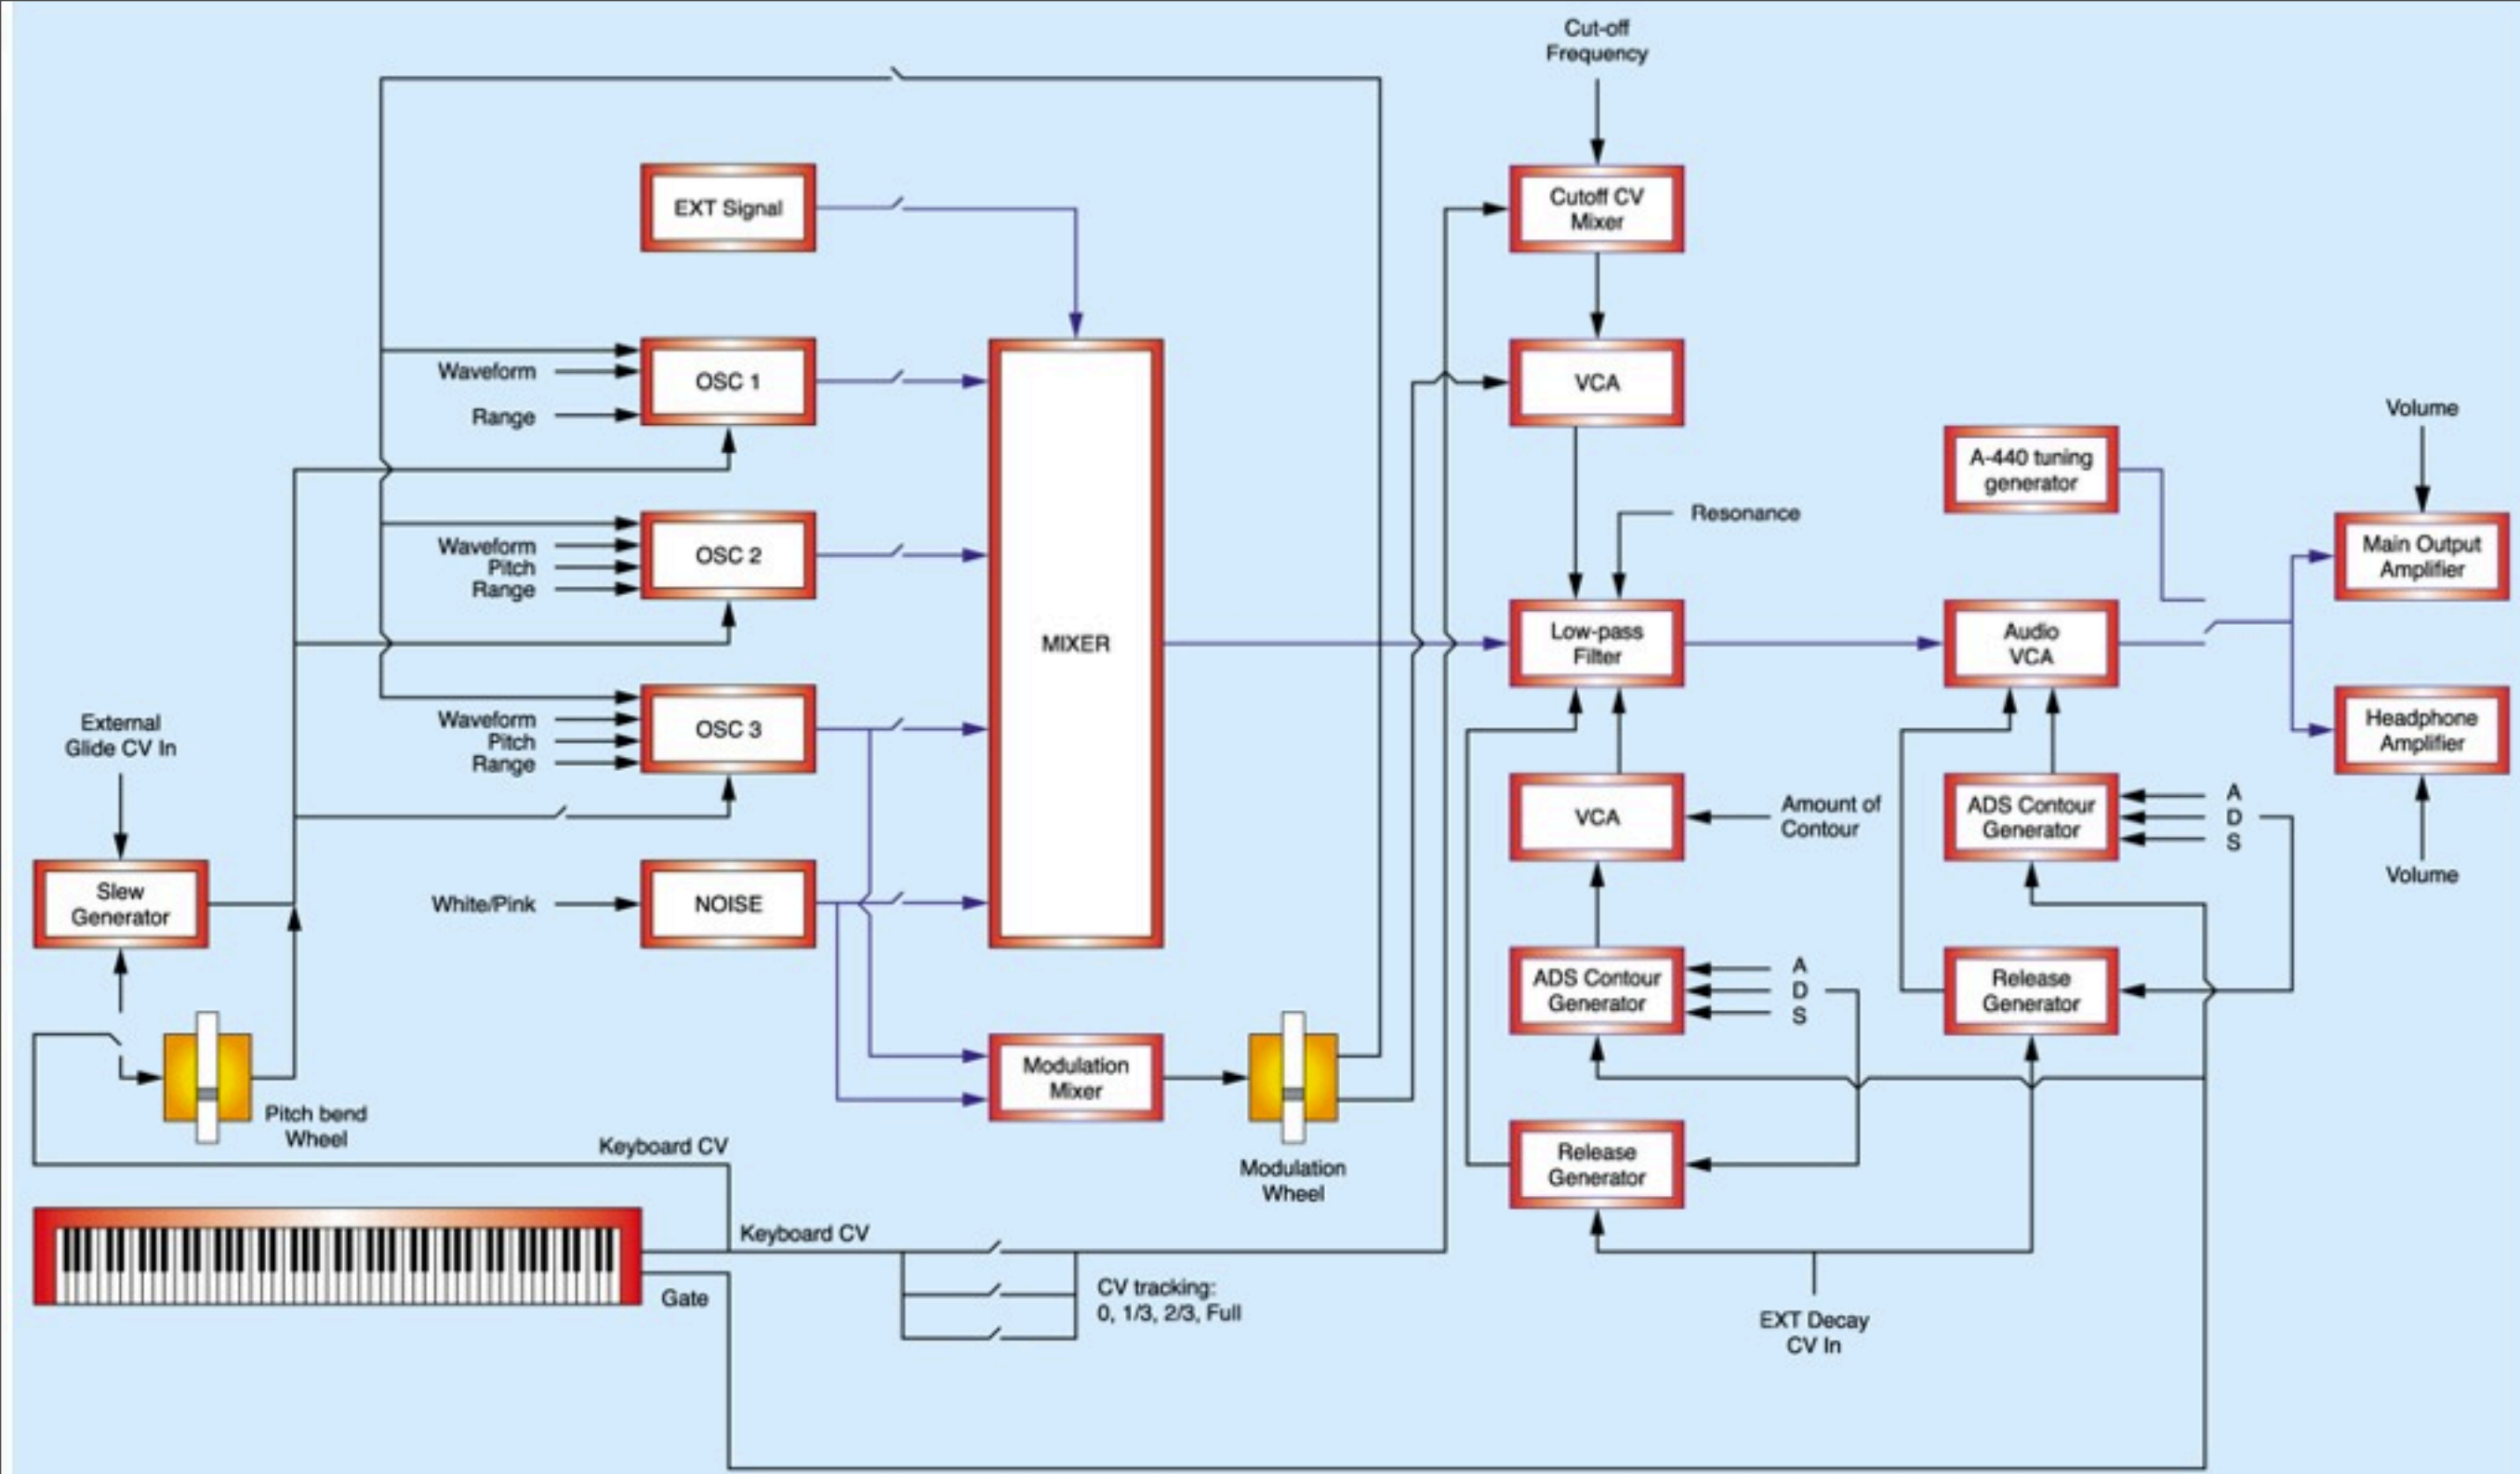 Cut-off
Frequency
EXT Signal
Cutoff CV
Mixer
Waveform
Range
OSC 1
VCA
Volume
A-440 tuning
generator
Resonance
Waveform
Pitch
Range
OSC 2
Main Output
Amplifier
MIXER
Low-pass
Filter
Audio
VCA
External
Glide CV In
Waveform
Pitch
Range
OSC 3
Headphone
Amplifier
VCA
Amount of
Contour
ADS Contour
Generator
A
D
S
Volume
Slew
Generator
White/Pink
NOISE
ADS Contour
Generator
A
D
S
Release
Generator
Modulation
Mixer
Pitch bend
Wheel
Keyboard CV
Modulation
Wheel
Release
Generator
Keyboard CV
Gate
CV tracking:
0, 1/3, 2/3, Full
EXT Decay
CV In